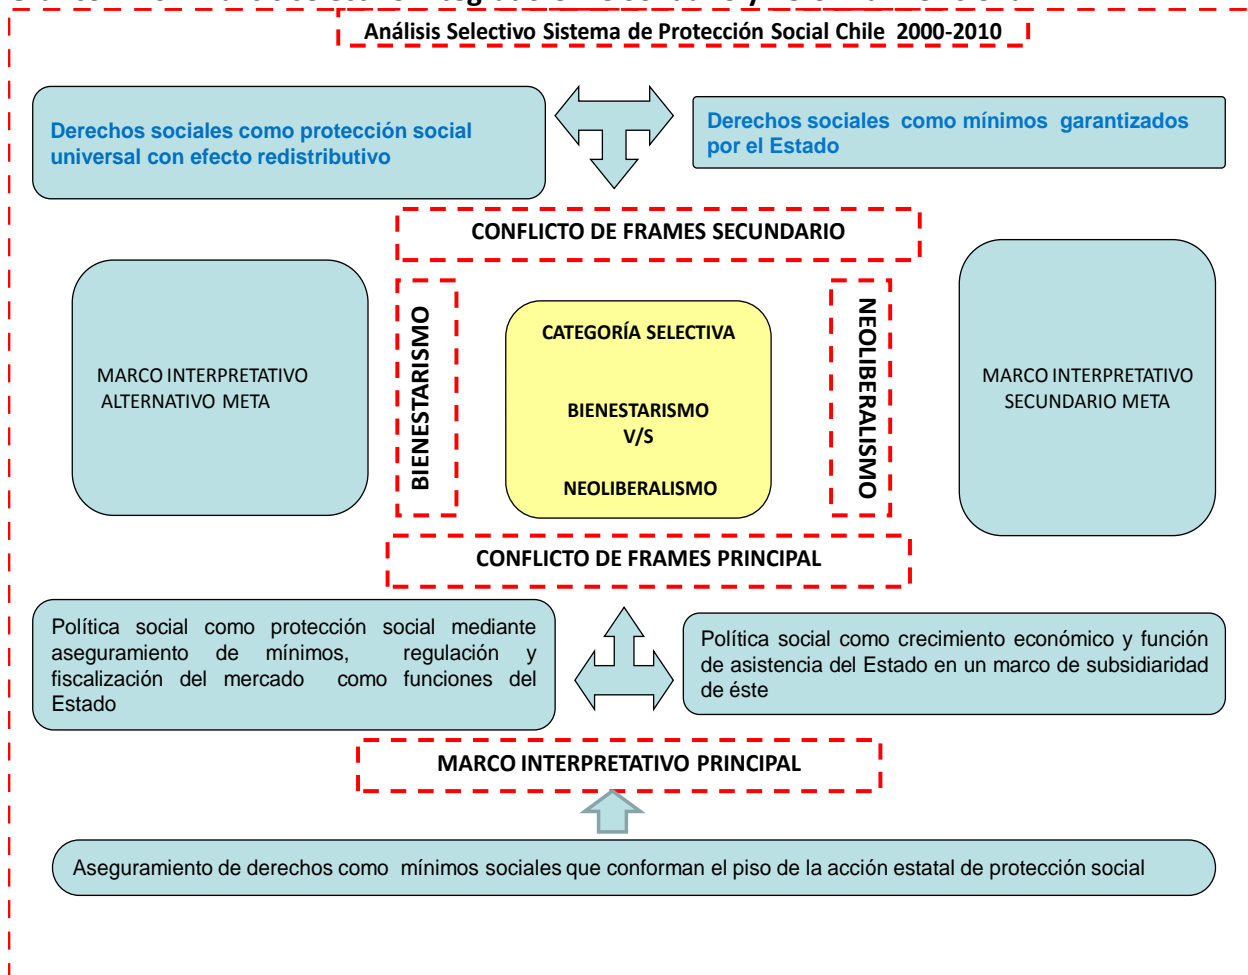 Análisis Selectivo Sistema de Protección Social Chile 2000-2010
Derechos sociales como protección social
universal con efecto redistributivo
Derechos sociales como mínimos garantizados
por el Estado
CONFLICTO DE FRAMES SECUNDARIO
MARCO INTERPRETATIVO
ALTERNATIVO META
BIENESTARISMO
CATEGORÍA SELECTIVA
BIENESTARISMO
V/S
NEOLIBERALISMO
NEOLIBERALISMO
MARCO INTERPRETATIVO
SECUNDARIO META
CONFLICTO DE FRAMES PRINCIPAL
Política social como protección social mediante
aseguramiento de mínimos, regulación y
fiscalización del mercado como funciones del
Estado
Política social como crecimiento económico y función
de asistencia del Estado en un marco de subsidiaridad
de éste
MARCO INTERPRETATIVO PRINCIPAL
Aseguramiento de derechos como mínimos sociales que conforman el piso de la acción estatal de protección social